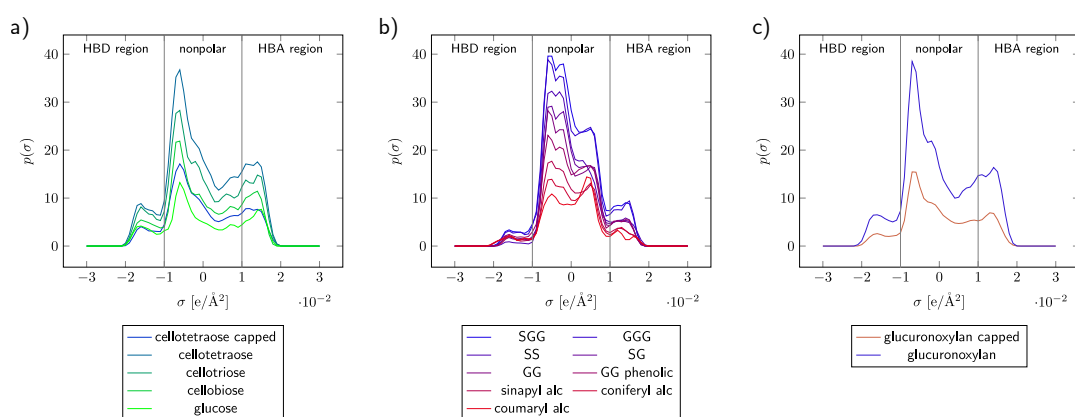 a)
HBD region nonpolar HBA region
40
30
20
10
0
p(σ)
−3 −2 −1 0 1 2 3
σ [e/Å²] ·10−2
cellotetraose capped
cellotetraose
cellotriose
cellobiose
glucose
b)
HBD region nonpolar HBA region
40
30
20
10
0
p(σ)
−3 −2 −1 0 1 2 3
σ [e/Å²] ·10−2
SGG GGG
SS SG
GG GG phenolic
sinapyl alc coniferyl alc
coumaryl alc
c)
HBD region nonpolar HBA region
40
30
20
10
0
p(σ)
−3 −2 −1 0 1 2 3
σ [e/Å²] ·10−2
glucuronoxylan capped
glucuronoxylan